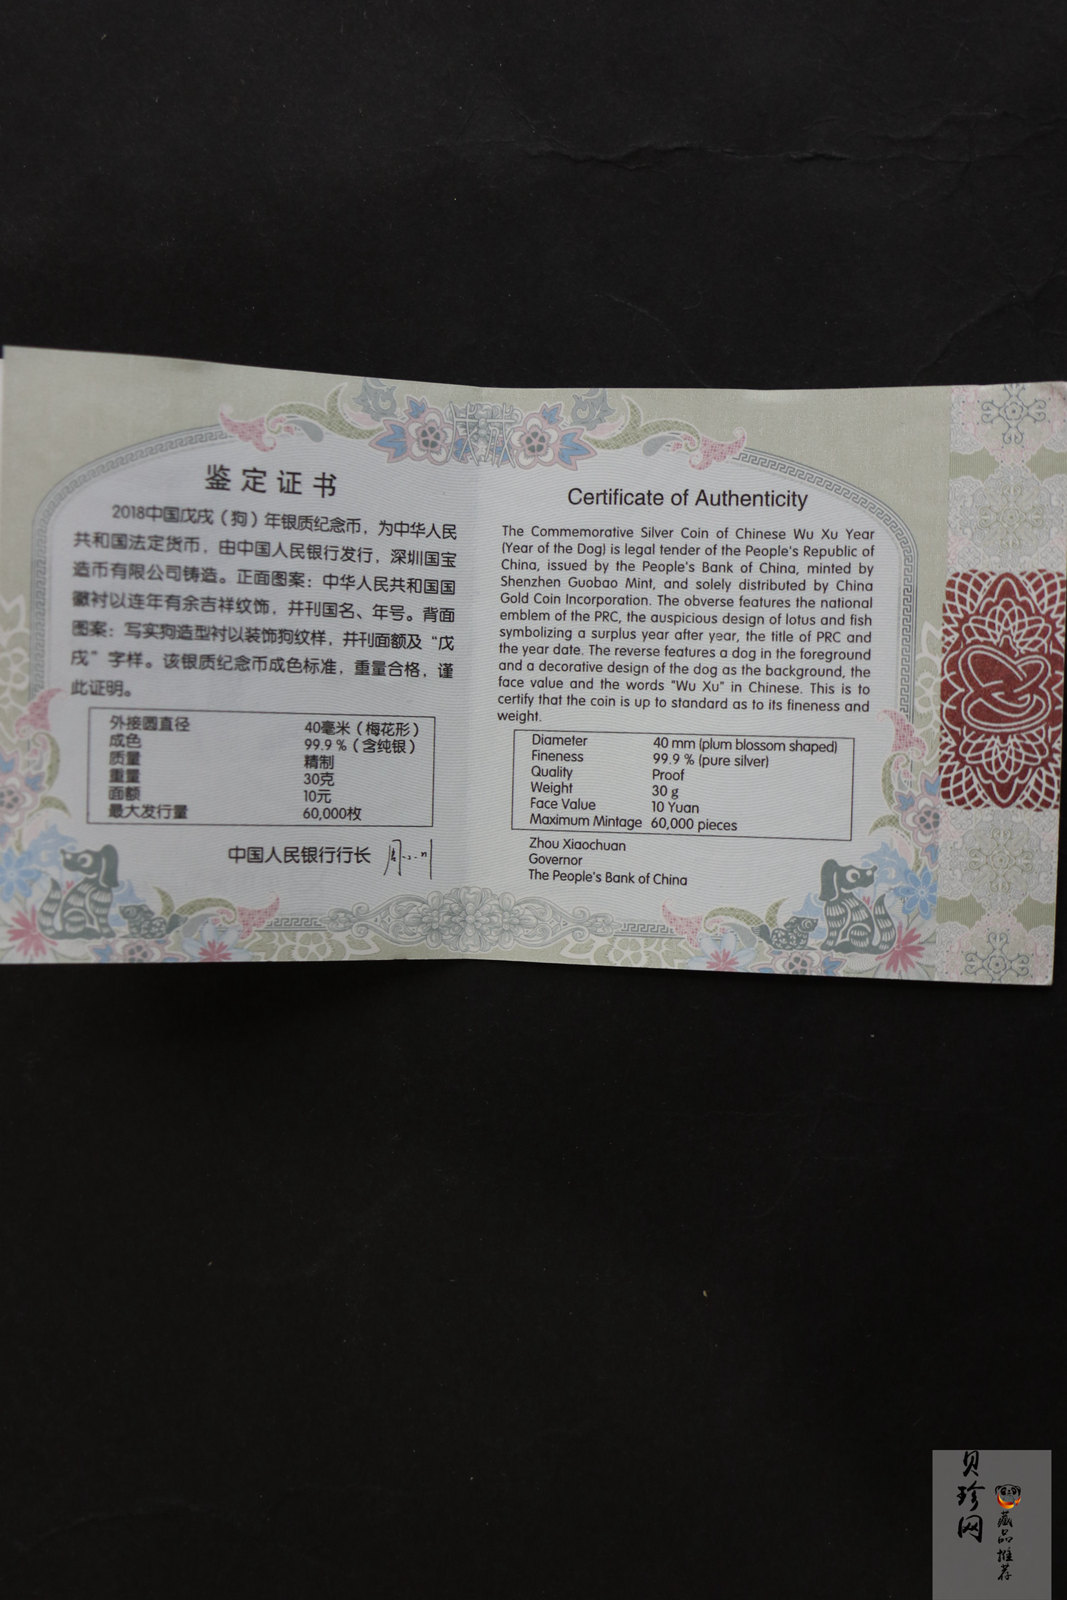 鉴定证书
2018中国戊戌（狗）年银质纪念币，为中华人民
共和国法定货币，由中国人民银行发行，深圳国宝
造币有限公司铸造。正面图案：中华人民共和国国
徽衬以连年有余吉祥纹饰，并刊国名、年号。背面
图案：写实狗造型衬以装饰狗纹样，并刊面额及“戊
戌”字样。该银质纪念币成色标准，重量合格，谨
此证明。
外接圆直径 40毫米（梅花形）
成色 99.9%（含纯银）
质量 精制
重量 30克
面额 10元
最大发行量 60,000枚
中国人民银行行长
Certificate of Authenticity
The Commemorative Silver Coin of Chinese Wu Xu Year
(Year of the Dog) is legal tender of the People's Republic of
China, issued by the People's Bank of China, minted by
Shenzhen Guobao Mint, and solely distributed by China
Gold Coin Incorporation. The obverse features the national
emblem of the PRC, the auspicious design of lotus and fish
symbolizing a surplus year after year, the title of PRC and
the year date. The reverse features a dog in the foreground
and a decorative design of the dog as the background, the
face value and the words "Wu Xu" in Chinese. This is to
certify that the coin is up to standard as to its fineness and
weight.
Diameter 40 mm (plum blossom shaped)
Fineness 99.9 % (pure silver)
Quality Proof
Weight 30 g
Face Value 10 Yuan
Maximum Mintage 60,000 pieces
Zhou Xiaochuan
Governor
The People's Bank of China
贝珍网
藏品推荐